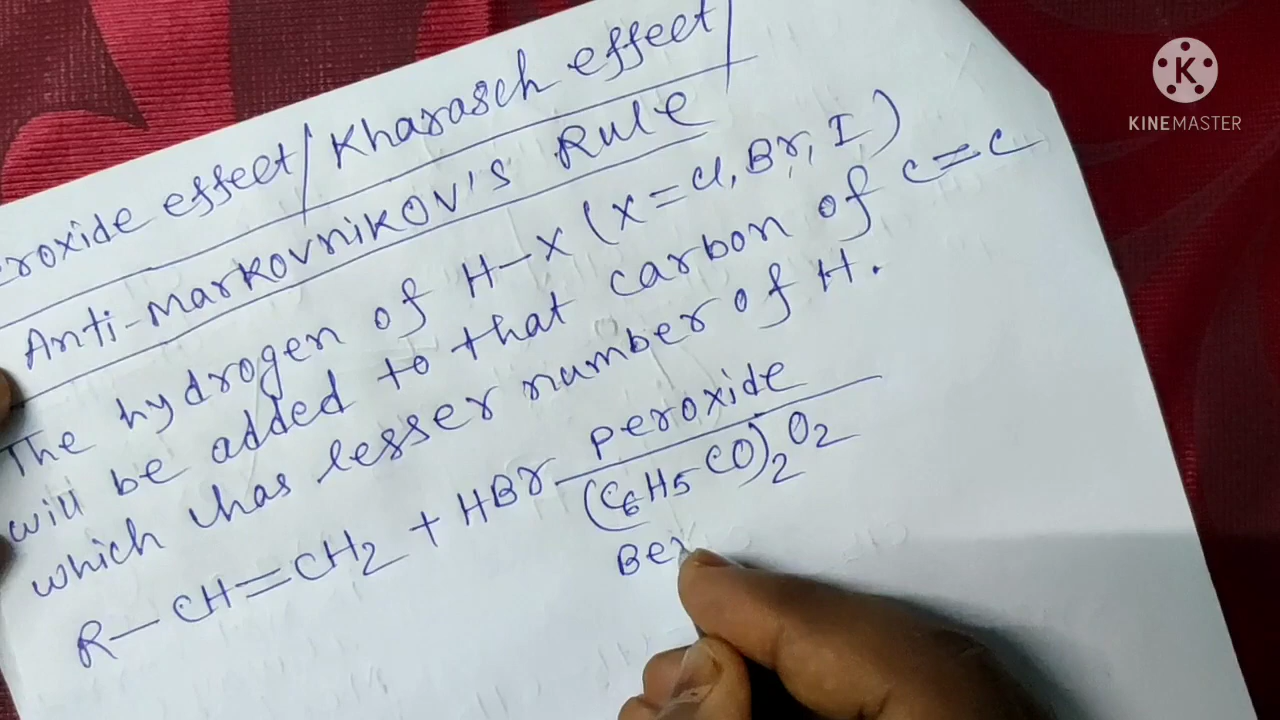 eroxide effect/Kharasch effect/
Anti-MarKOVniKOV's Rule
The hydrogen of H-X (X=Cl, Br, I)
will be added to that carbon of C=C
which has lesser number of H.
R-CH=CH2 + HBr peroxide
(C6H5CO)2O2
Be
KINEMASTER